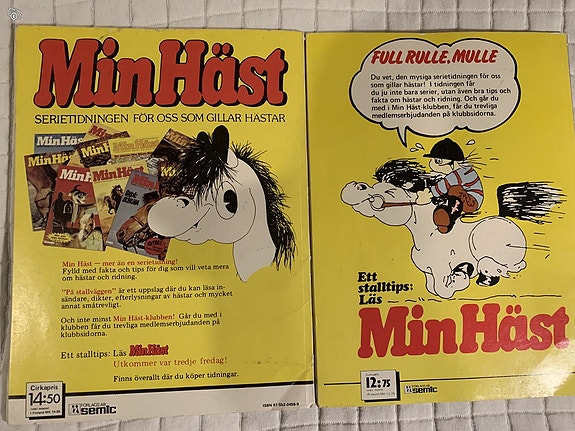 Min Häst
SERIETIDNINGEN FÖR OSS SOM GILLAR HÄSTAR
Min Häst — mer än en serietidning!
Fylld med fakta och tips för dig som vill veta mera
om hästar och ridning.
"På stallväggen" är ett uppslag där du kan läsa in-
sändare, dikter, efterlysningar av hästar och mycket
annat småtrevligt.
Och inte minst Min Häst-klubben! Går du med i
klubben får du trevliga medlemserbjudanden på
klubbsidorna.
Ett stalltips: Läs Min Häst
Utkommer var tredje fredag!
Finns överallt där du köper tidningar.
Cirkapris
14:50
FÖRLAGS AB
semic
FULL RULLE, MULLE
Du vet, den mysiga serietidningen för oss
som gillar hästar! I tidningen får
du ju inte bara serier, utan även bra tips och
fakta om hästar och ridning. Och går du
med i Min Häst-klubben, får du trevliga
medlemserbjudanden på klubbsidorna.
Ett
stalltips:
Läs
Min Häst
12:75
FÖRLAGS AB
semic